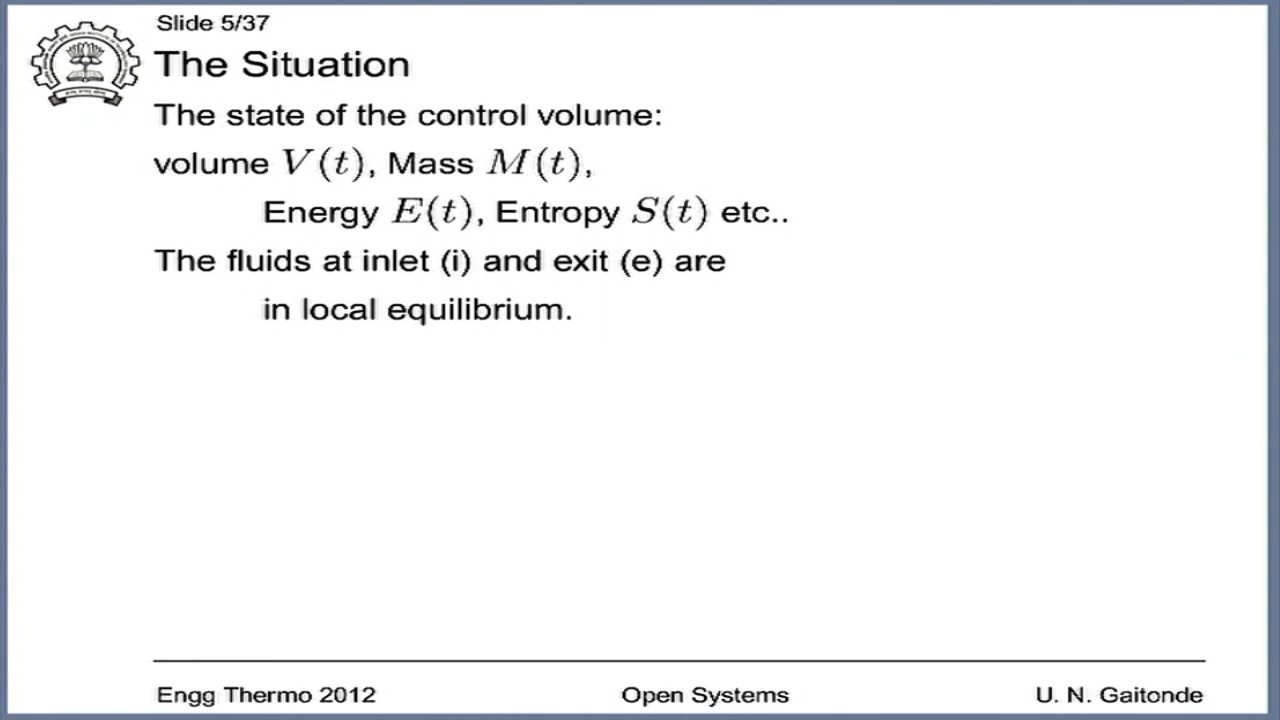 Slide 5/37
The Situation
The state of the control volume:
volume V(t), Mass M(t),
Energy E(t), Entropy S(t) etc..
The fluids at inlet (i) and exit (e) are
in local equilibrium.
Engg Thermo 2012 Open Systems U. N. Gaitonde